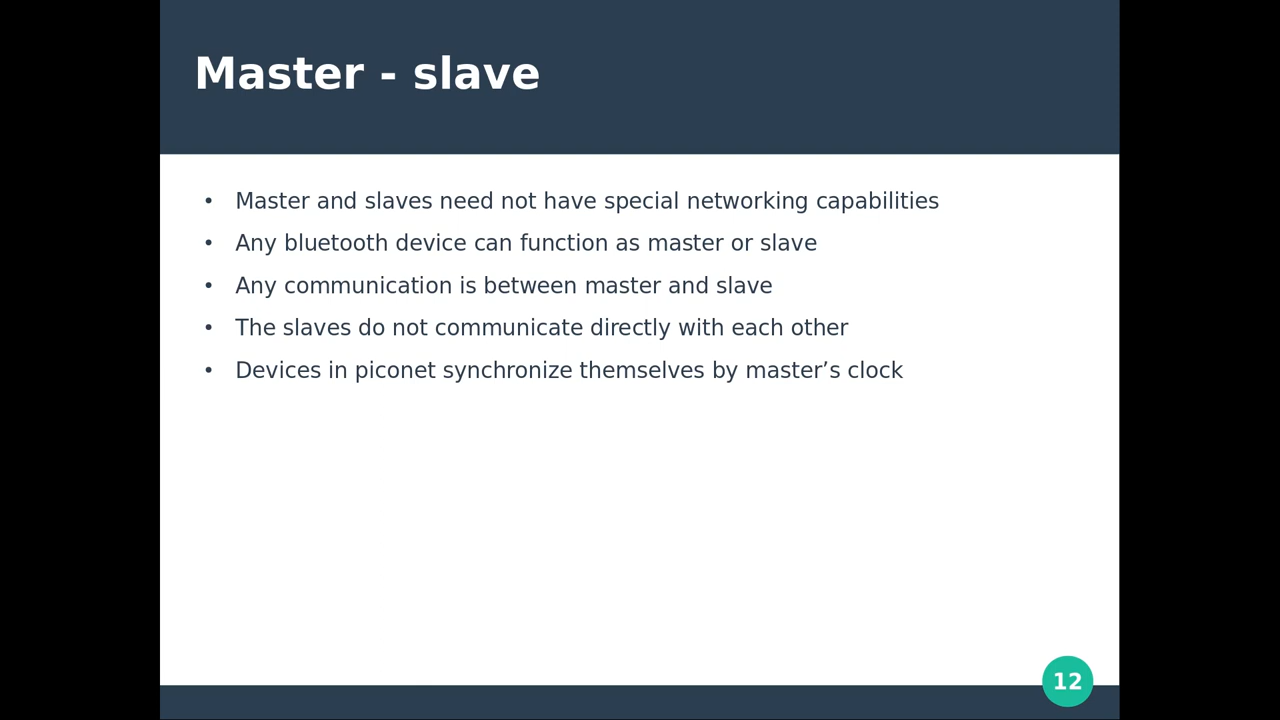 Master - slave
• Master and slaves need not have special networking capabilities
• Any bluetooth device can function as master or slave
• Any communication is between master and slave
• The slaves do not communicate directly with each other
• Devices in piconet synchronize themselves by master’s clock
12